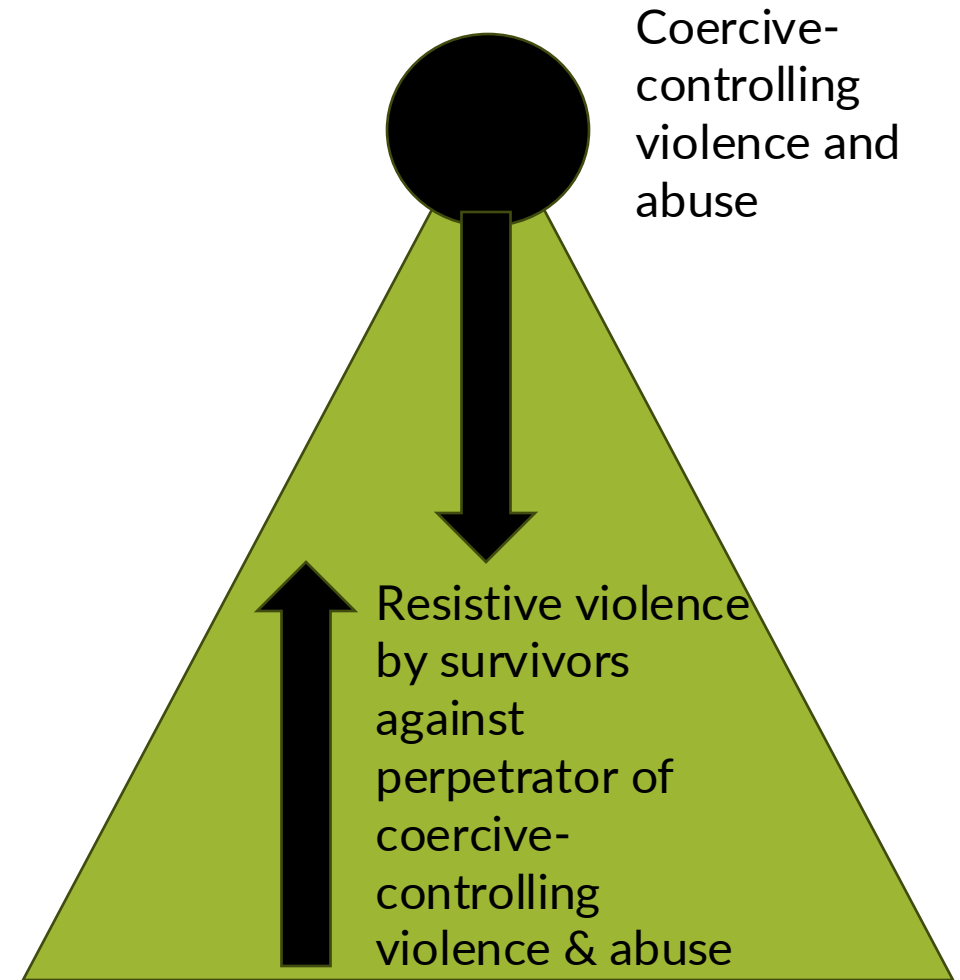 Coercive-
controlling
violence and
abuse
Resistive violence
by survivors
against
perpetrator of
coercive-
controlling
violence & abuse